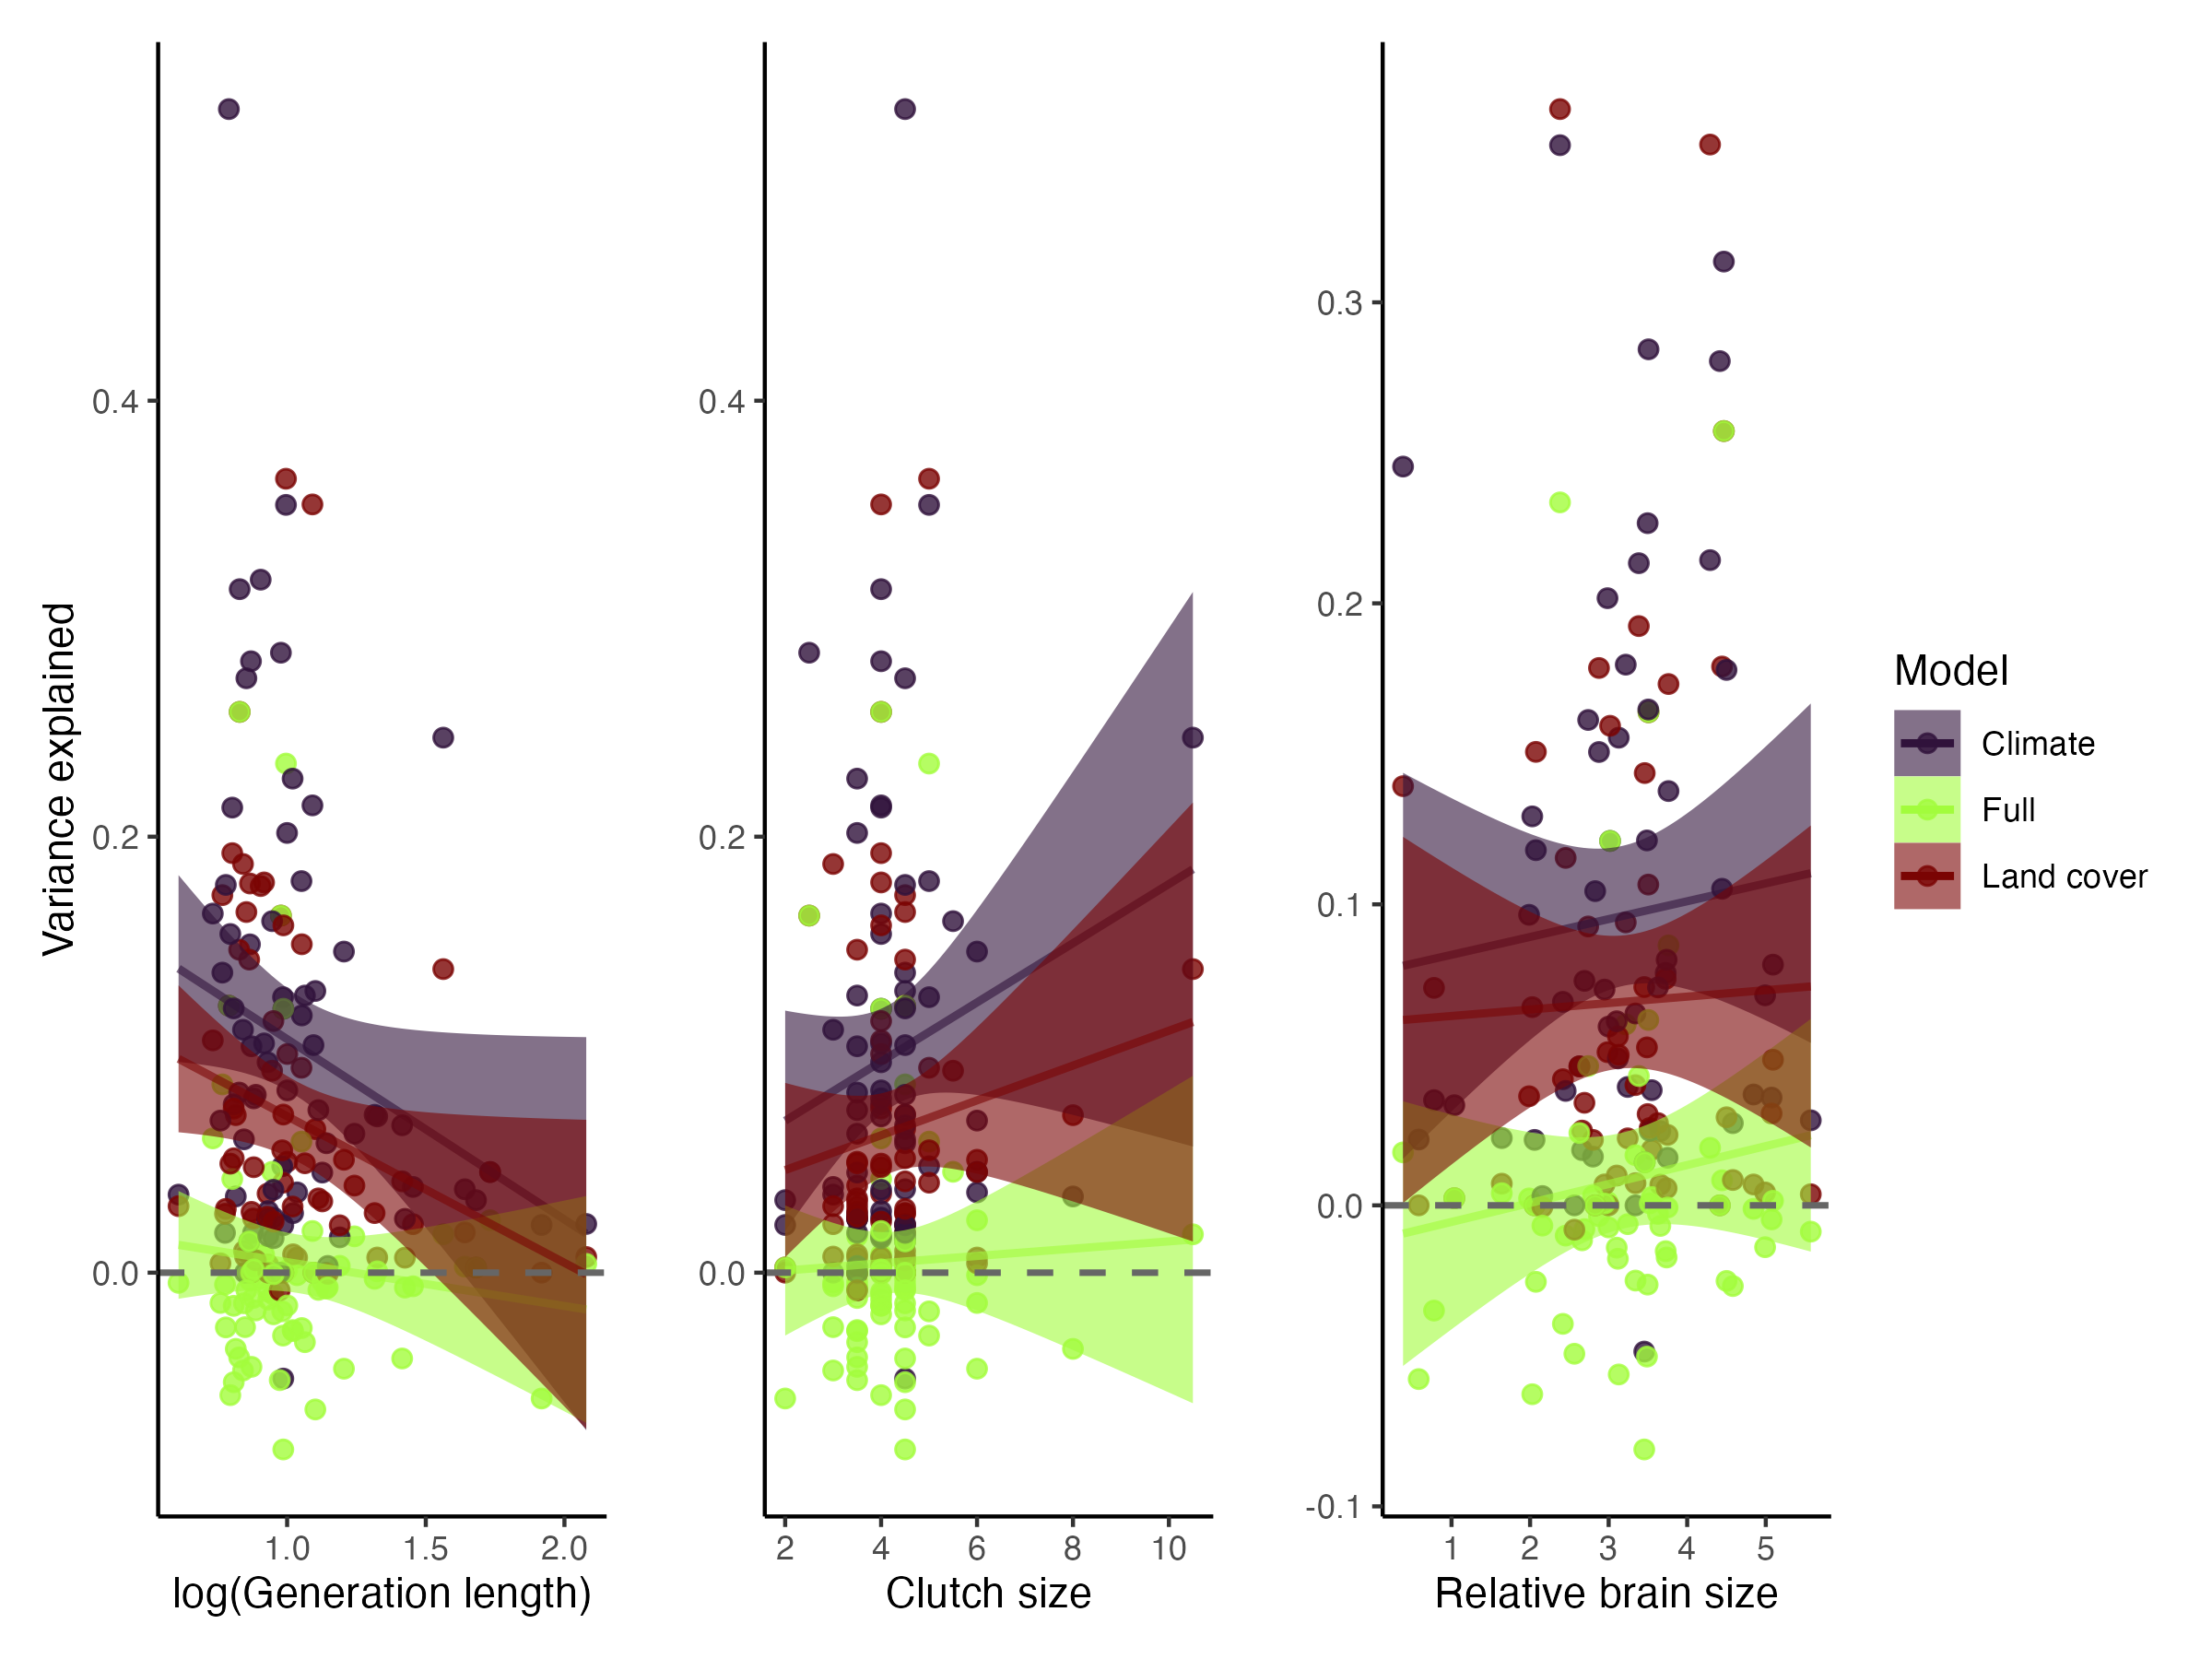 Variance explained
0.4
0.2
0.0
1.0 1.5 2.0
log(Generation length)
0.4
0.2
0.0
2 4 6 8 10
Clutch size
0.3
0.2
0.1
0.0
-0.1
1 2 3 4 5
Relative brain size
Model
Climate
Full
Land cover